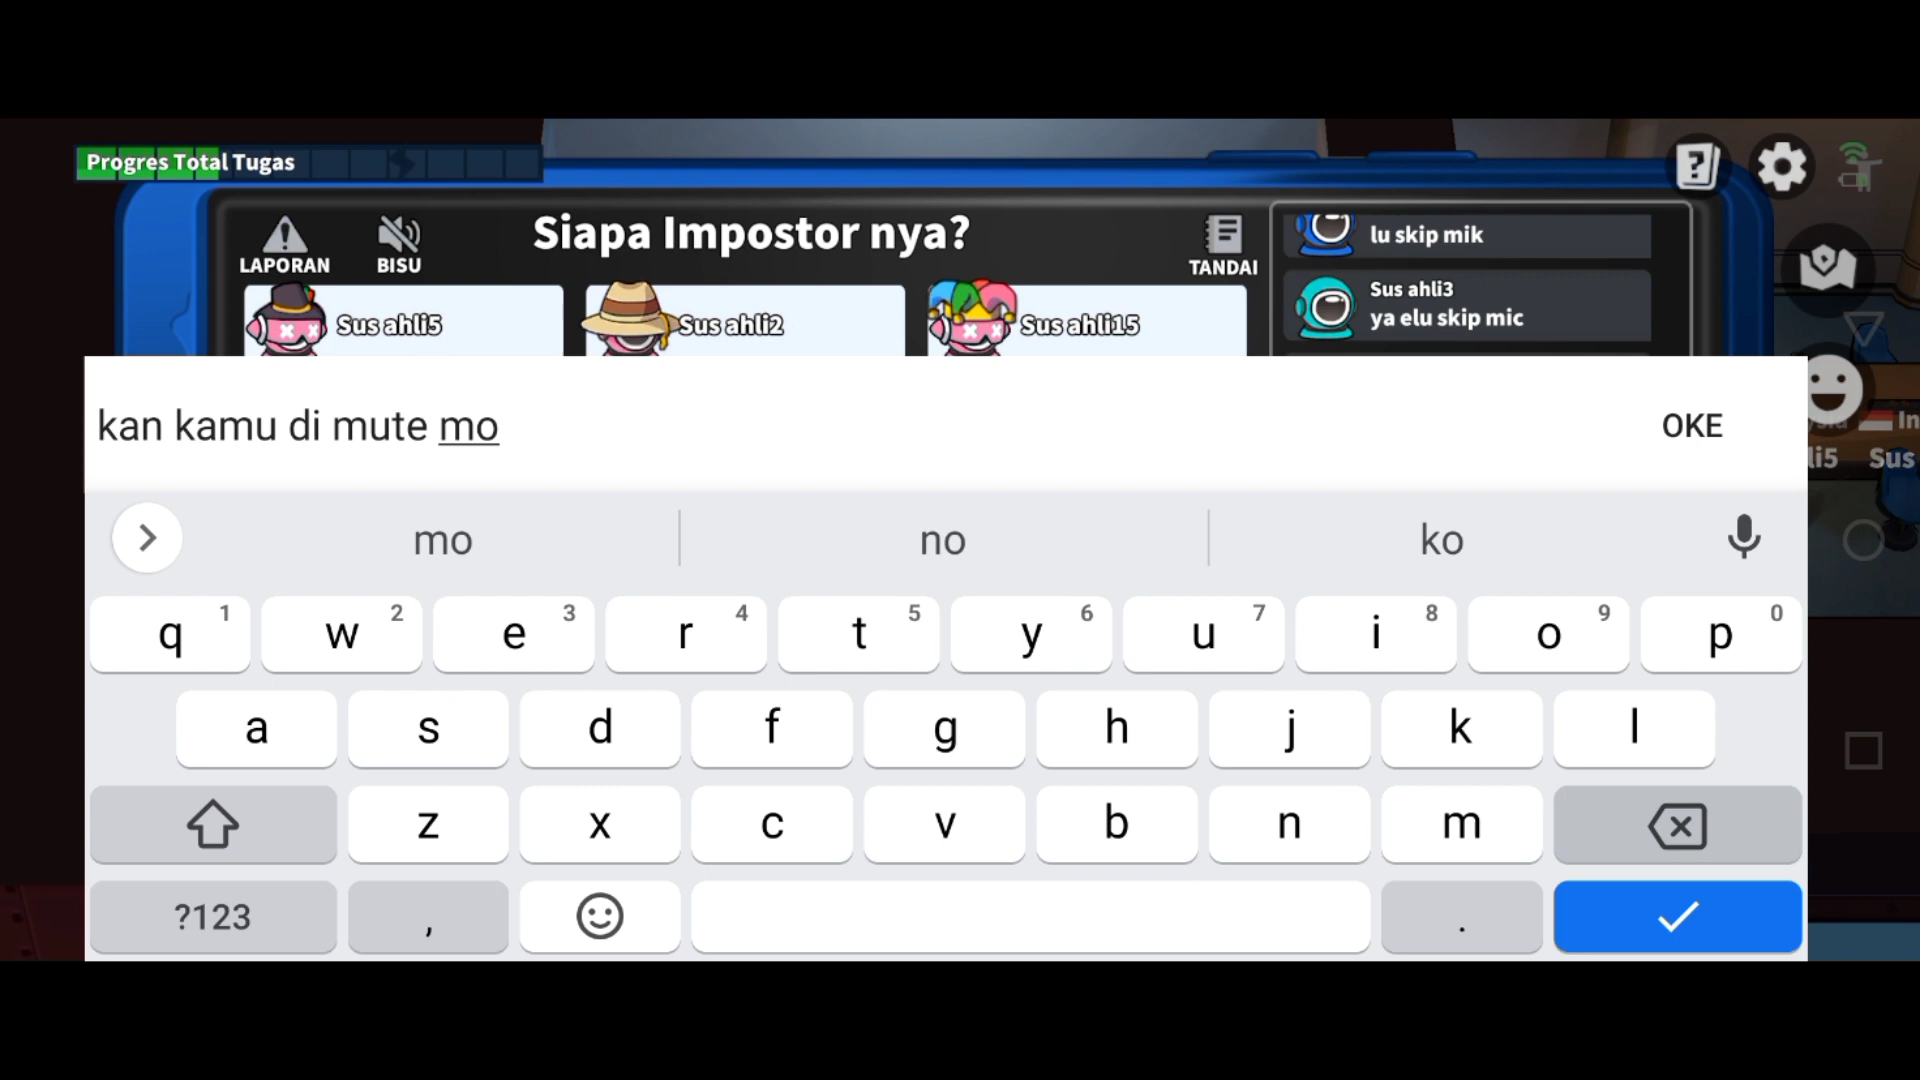 Progres Total Tugas
Siapa Impostor nya?
LAPORAN
BISU
TANDAI
lu skip mik
Sus ahli3
ya elu skip mic
Sus ahli5
Sus ahli2
Sus ahli15
In
li5 Sus
kan kamu di mute mo
OKE
mo no ko
q 1 w 2 e 3 r 4 t 5 y 6 u 7 i 8 o 9 p 0
a s d f g h j k l
z x c v b n m
?123 , .